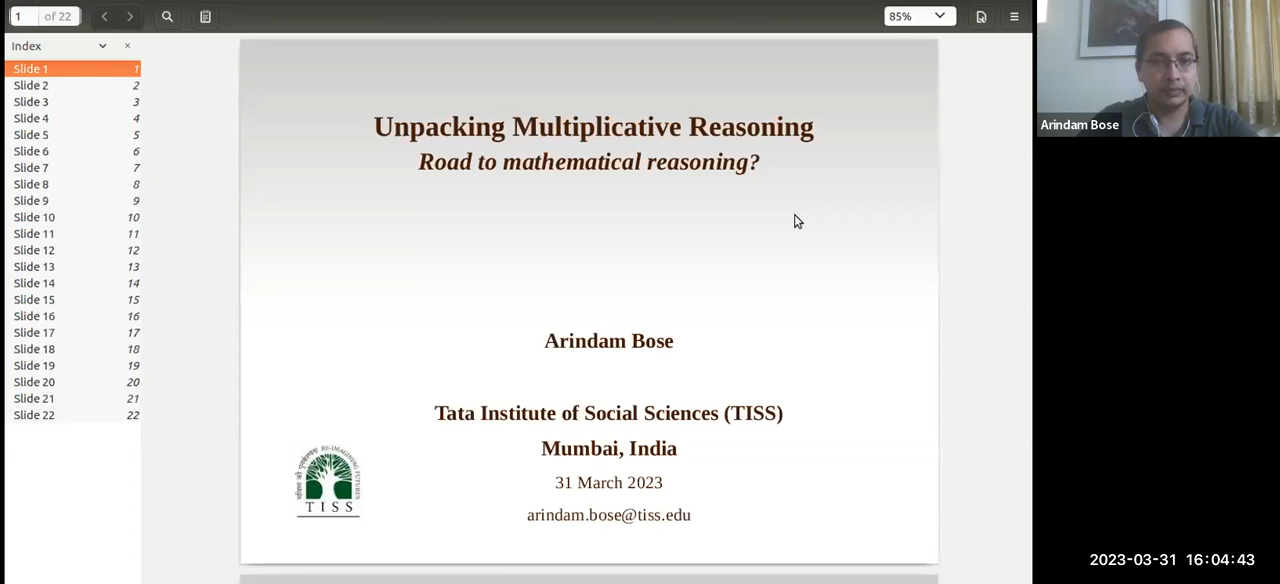 1 of 22
85%
Index
Slide 1 1
Slide 2 2
Slide 3 3
Slide 4 4
Slide 5 5
Slide 6 6
Slide 7 7
Slide 8 8
Slide 9 9
Slide 10 10
Slide 11 11
Slide 12 12
Slide 13 13
Slide 14 14
Slide 15 15
Slide 16 16
Slide 17 17
Slide 18 18
Slide 19 19
Slide 20 20
Slide 21 21
Slide 22 22
Unpacking Multiplicative Reasoning
Road to mathematical reasoning?
Arindam Bose
Tata Institute of Social Sciences (TISS)
Mumbai, India
31 March 2023
arindam.bose@tiss.edu
RE-IMAGINING FUTURES
TISS
Arindam Bose
2023-03-31 16:04:43